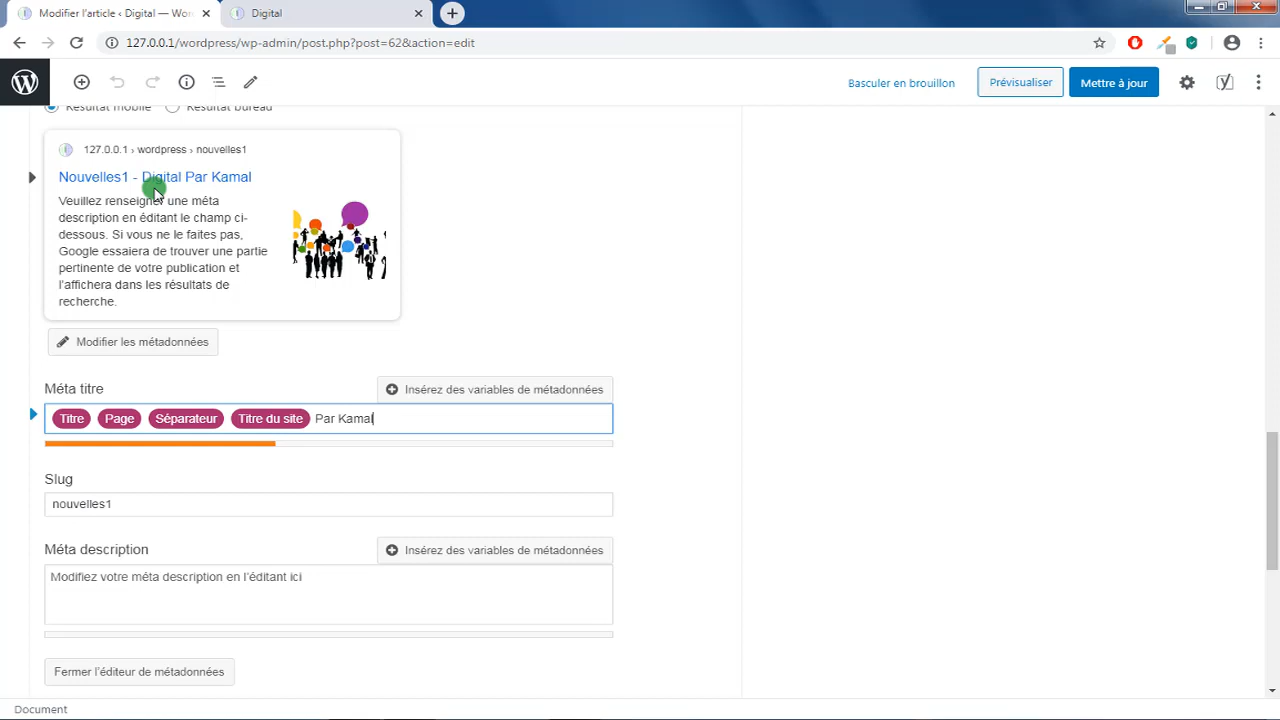 Modifier l'article ‹ Digital — Wor
Digital
127.0.0.1/wordpress/wp-admin/post.php?post=62&action=edit
Basculer en brouillon
Prévisualiser
Mettre à jour
Résultat mobile
Résultat bureau
127.0.0.1 › wordpress › nouvelles1
Nouvelles1 - Digital Par Kamal
Veuillez renseigner une méta
description en éditant le champ ci-
dessous. Si vous ne le faites pas,
Google essaiera de trouver une partie
pertinente de votre publication et
l'affichera dans les résultats de
recherche.
Modifier les métadonnées
Méta titre
Insérez des variables de métadonnées
Titre Page Séparateur Titre du site Par Kamal
Slug
nouvelles1
Méta description
Insérez des variables de métadonnées
Modifiez votre méta description en l'éditant ici
Fermer l'éditeur de métadonnées
Document